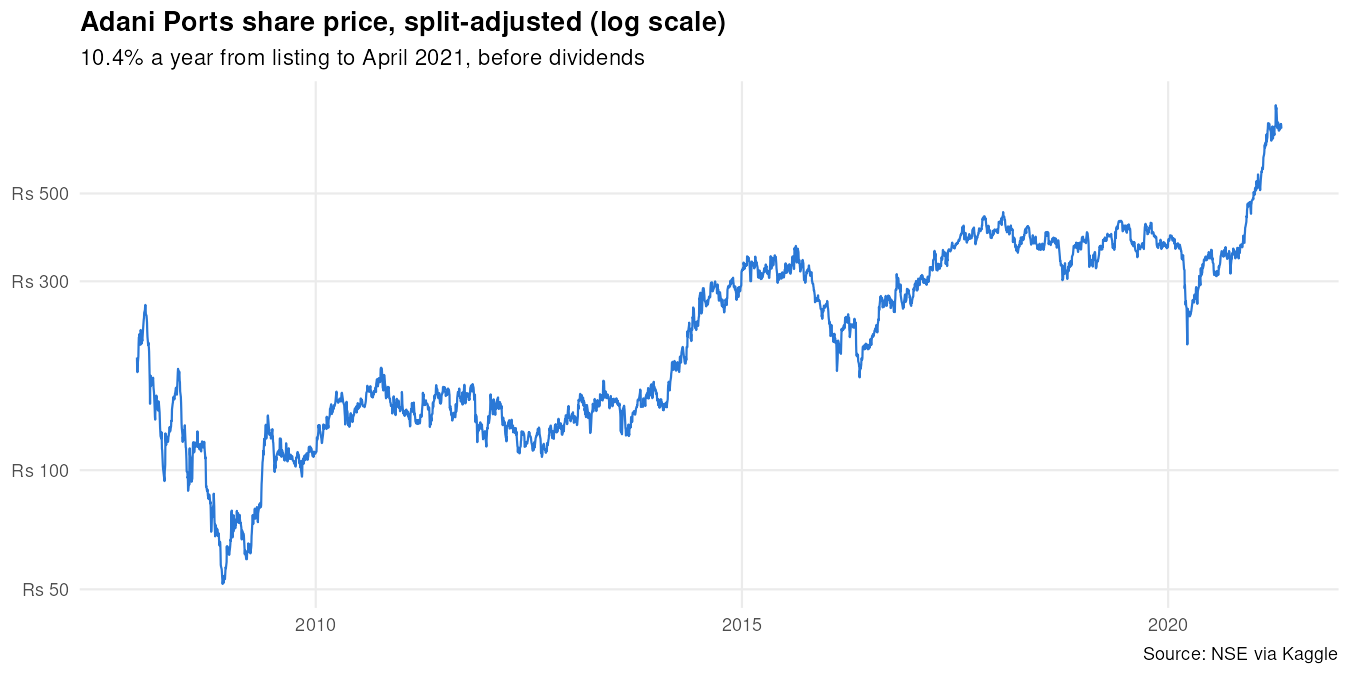 Adani Ports share price, split-adjusted (log scale)
10.4% a year from listing to April 2021, before dividends
Rs 500
Rs 300
Rs 100
Rs 50
2010
2015
2020
Source: NSE via Kaggle